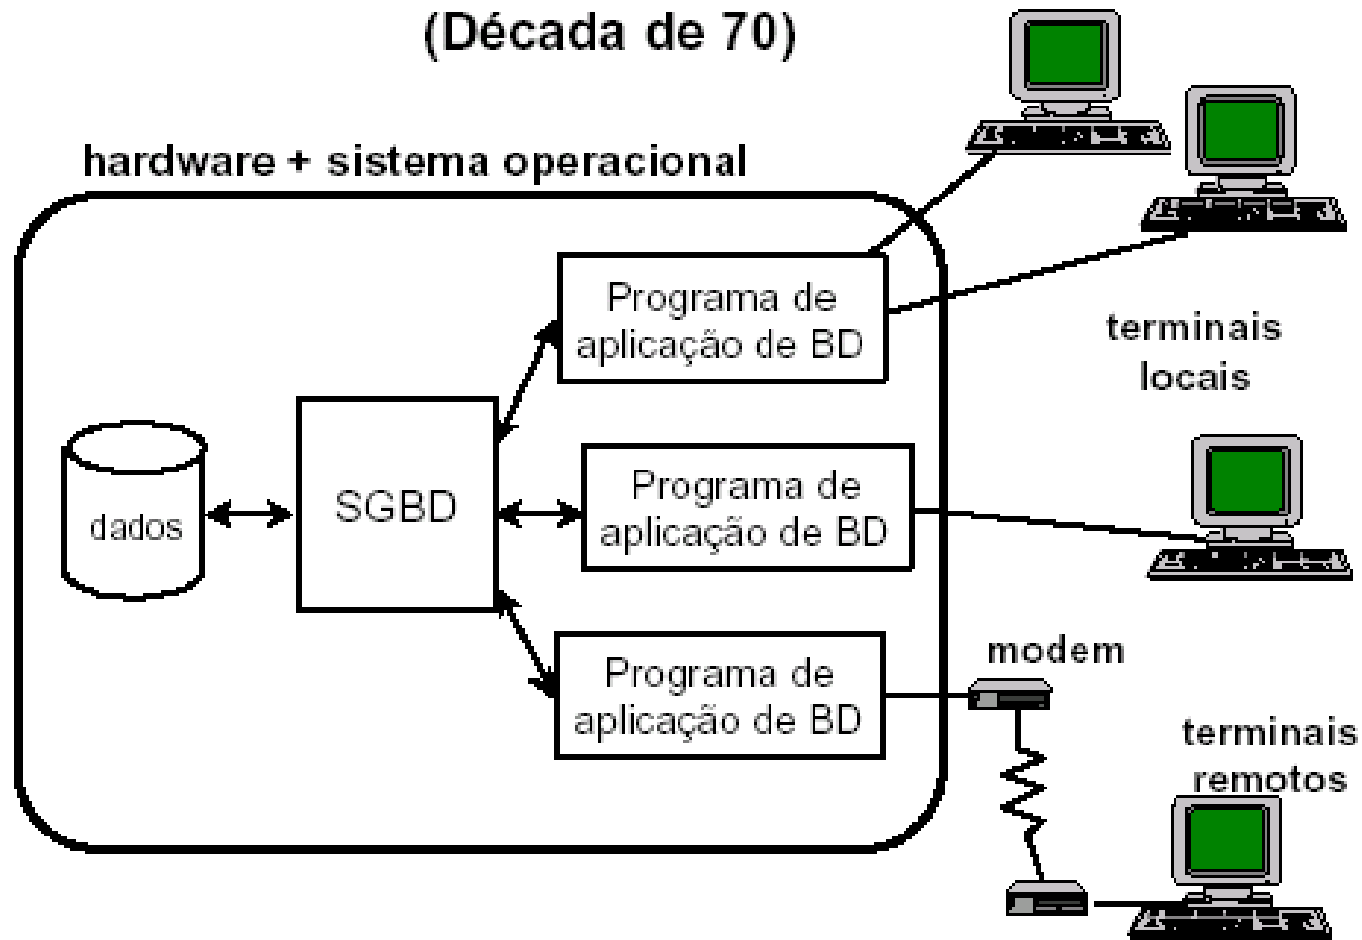 (Década de 70)
hardware + sistema operacional
Programa de
aplicação de BD
terminais
locais
dados
SGBD
Programa de
aplicação de BD
modem
Programa de
aplicação de BD
terminais
remotos